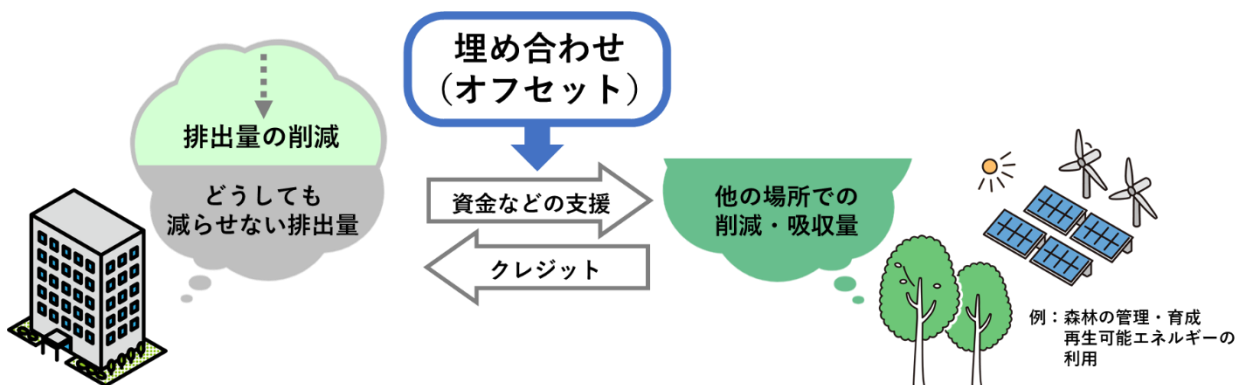 埋め合わせ
（オフセット）
排出量の削減
どうしても
減らせない排出量
資金などの支援
クレジット
他の場所での
削減・吸収量
例：森林の管理・育成
再生可能エネルギーの
利用